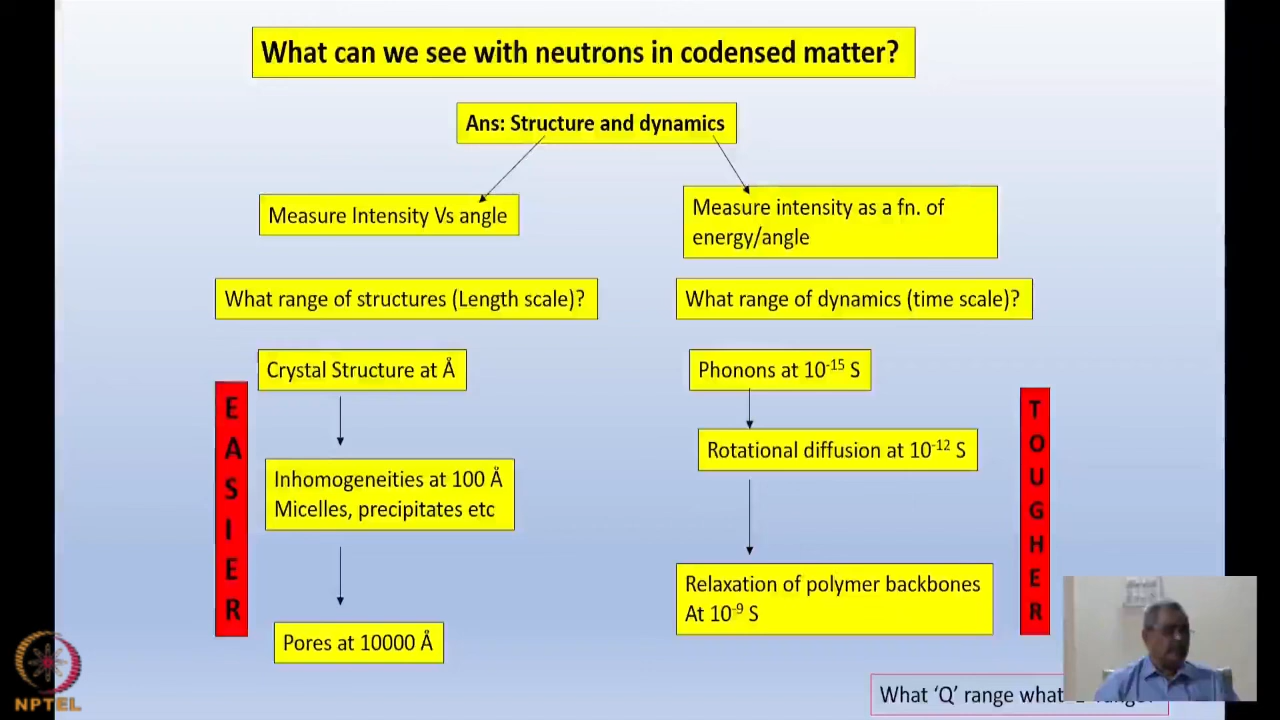 What can we see with neutrons in codensed matter?
Ans: Structure and dynamics
Measure Intensity Vs angle
Measure intensity as a fn. of
energy/angle
What range of structures (Length scale)?
What range of dynamics (time scale)?
Crystal Structure at Å
Phonons at 10⁻¹⁵ S
EASIER
TOUGHER
Rotational diffusion at 10⁻¹² S
Inhomogeneities at 100 Å
Micelles, precipitates etc
Relaxation of polymer backbones
At 10⁻⁹ S
Pores at 10000 Å
What ‘Q’ range what
NPTEL